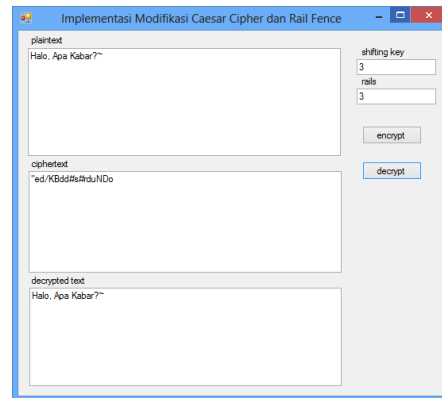 Implementasi Modifikasi Caesar Cipher dan Rail Fence
plaintext
Halo, Apa Kabar?~
shifting key
3
rails
3
encrypt
decrypt
ciphertext
"ed/KBdd#s#rduNDo
decrypted text
Halo, Apa Kabar?~